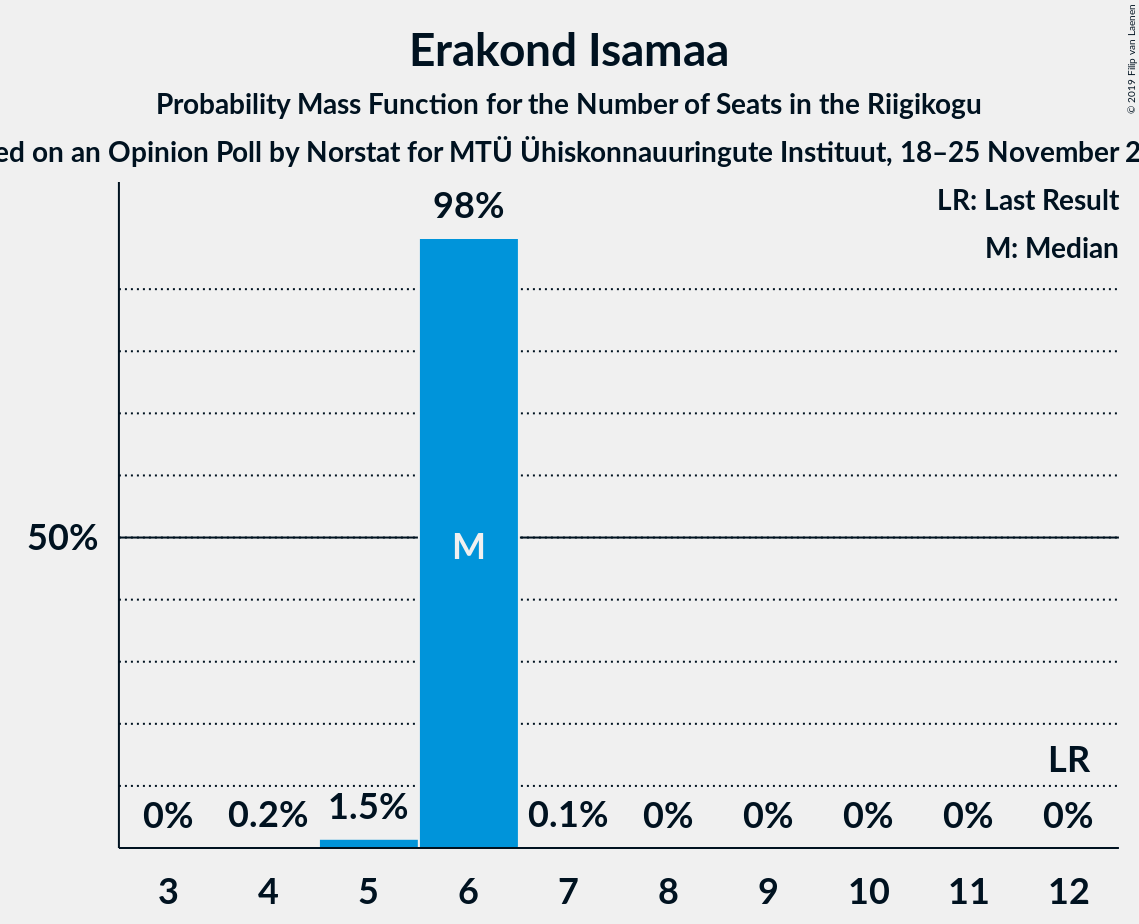 Erakond Isamaa
Probability Mass Function for the Number of Seats in the Riigikogu
ed on an Opinion Poll by Norstat for MTÜ Ühiskonnauuringute Instituut, 18–25 November 2
© 2019 Filip van Laenen
LR: Last Result
M: Median
98%
50%
M
LR
0% 0.2% 1.5% 0.1% 0% 0% 0% 0% 0%
3 4 5 6 7 8 9 10 11 12